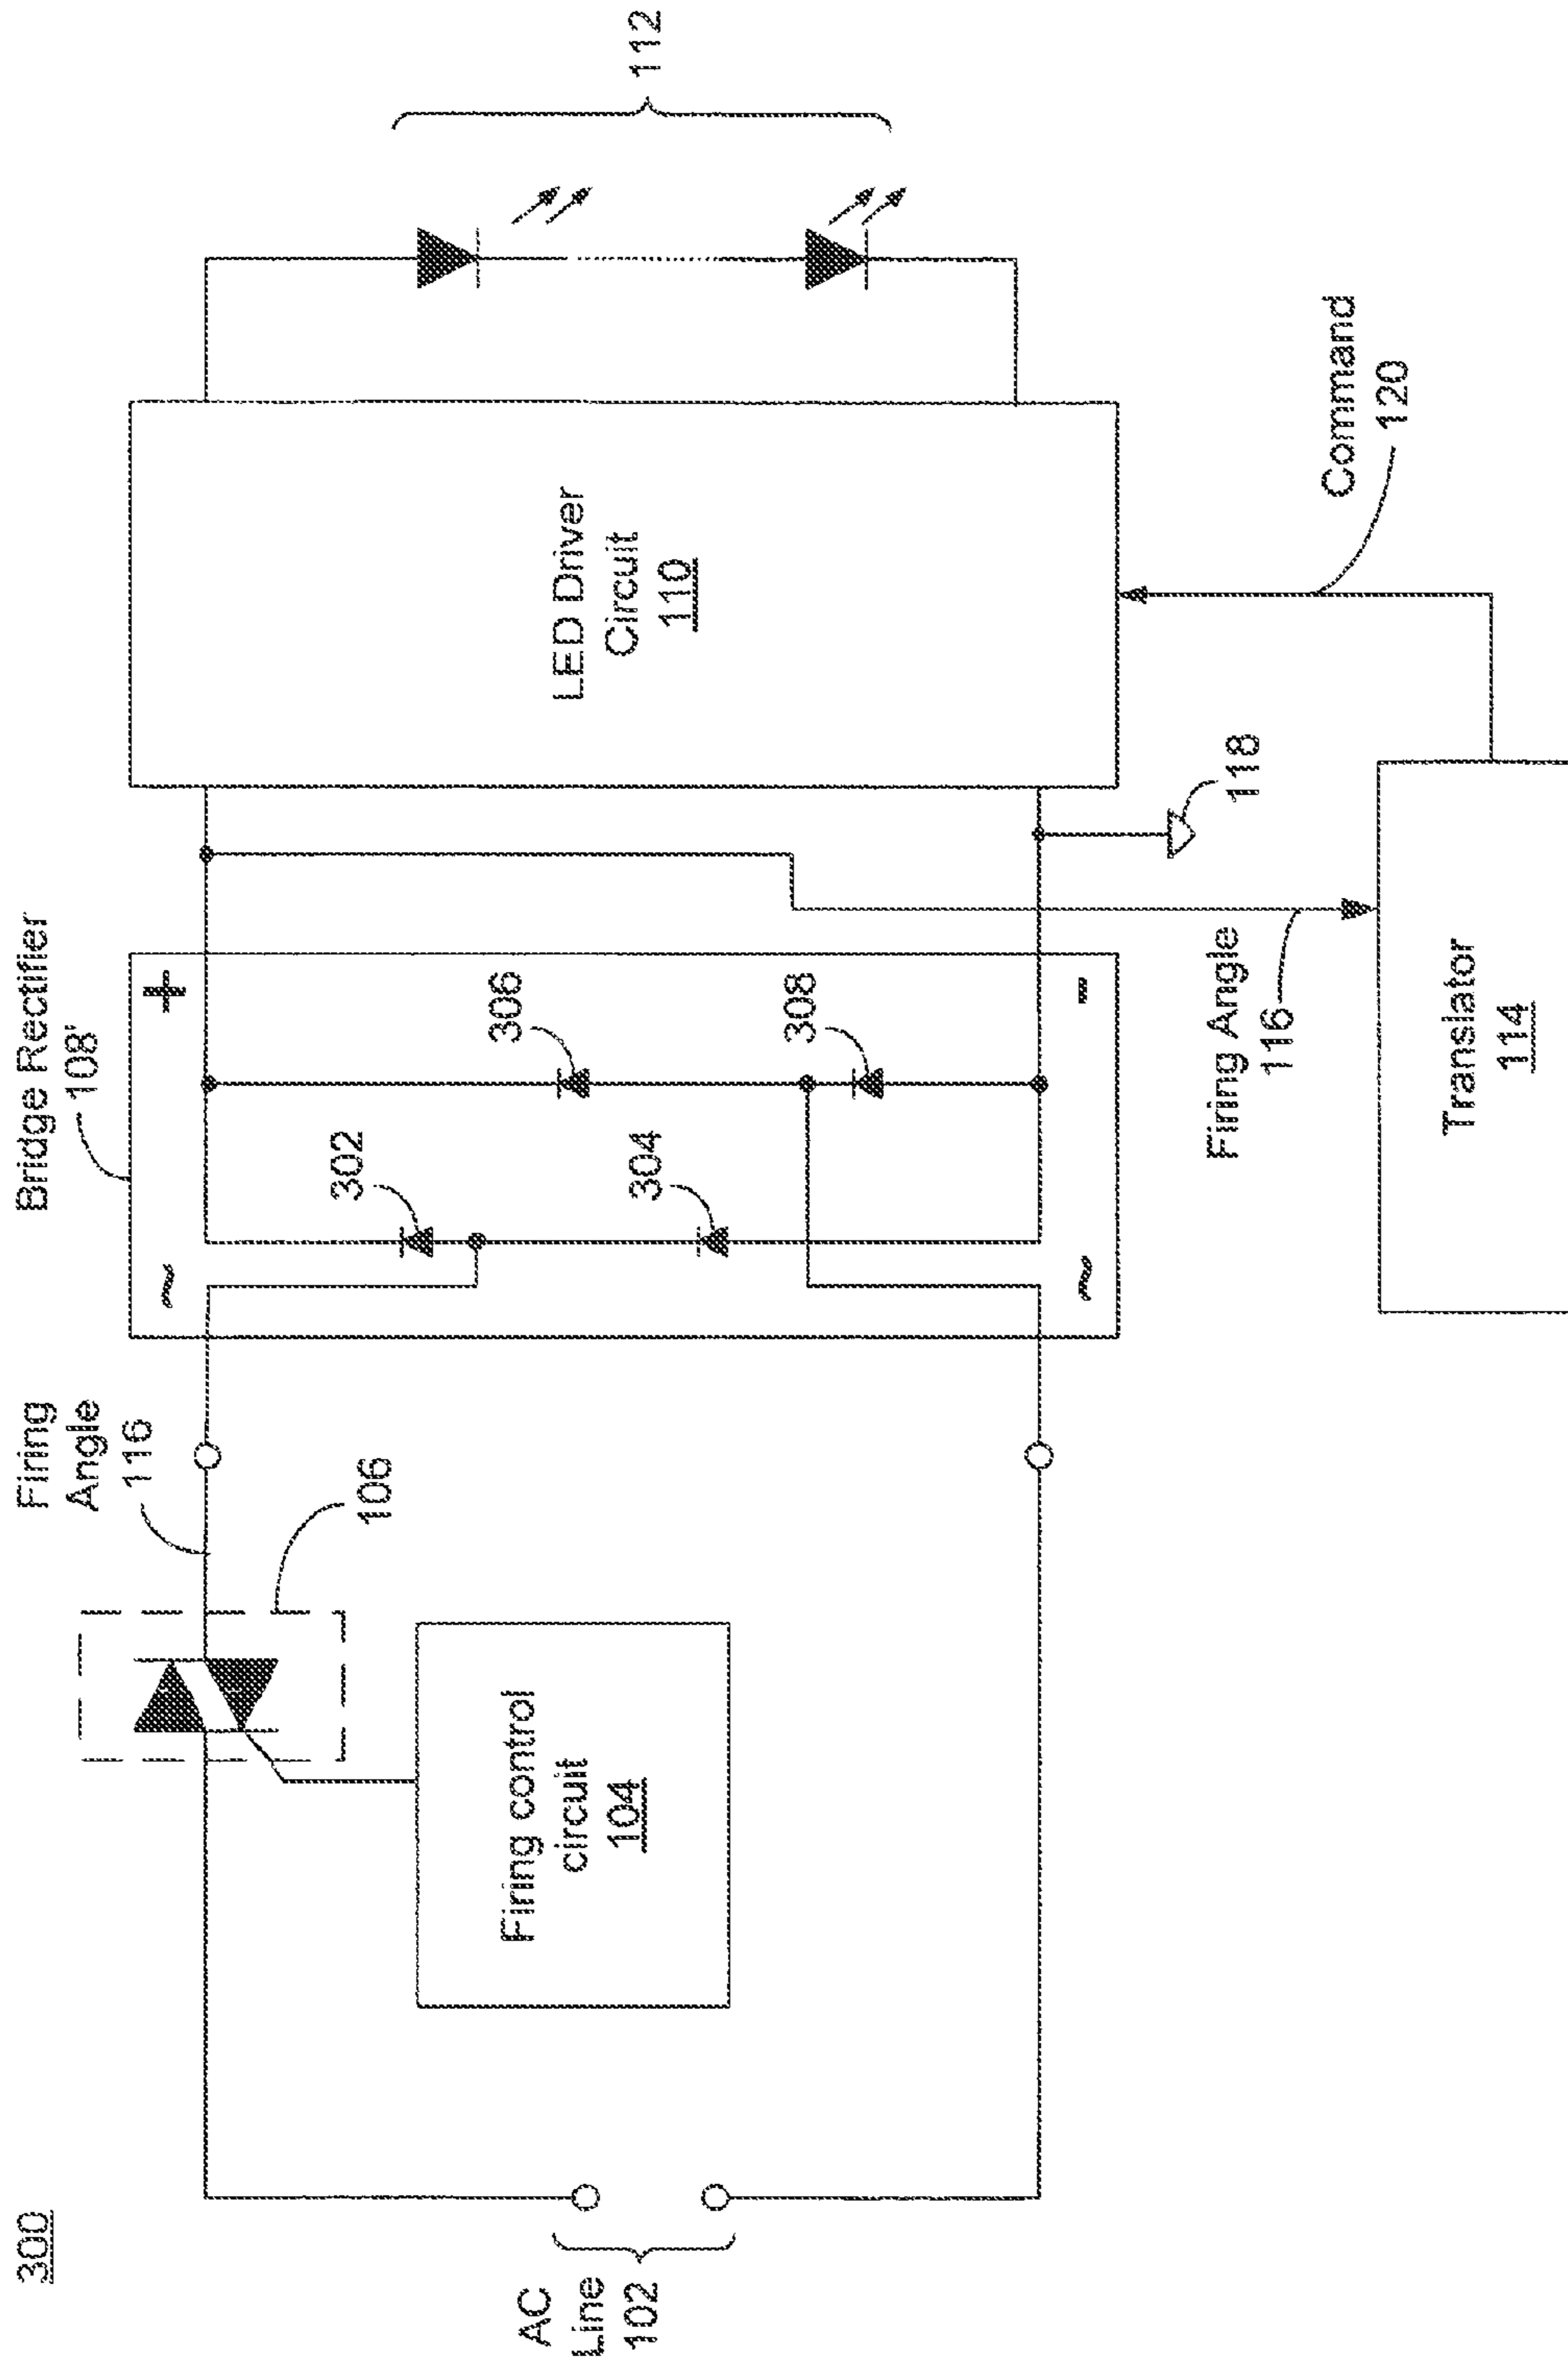 300
AC
Line
102
Firing control
circuit
104
106
Firing
Angle
116
Bridge Rectifier
108'
~
+
302
306
304
308
~
-
LED Driver
Circuit
110
112
118
Firing Angle
116
Translator
114
Command
120